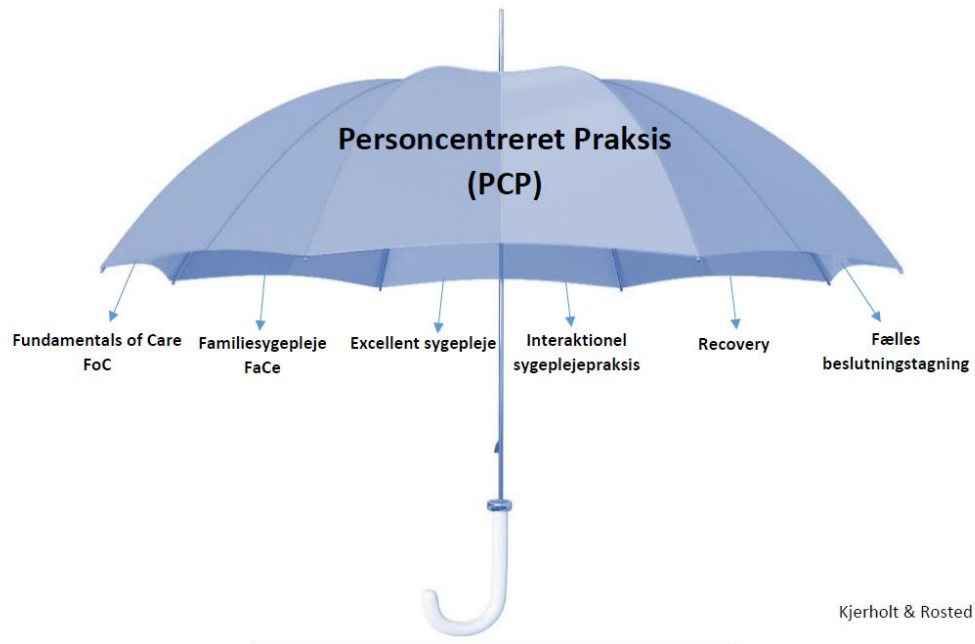 Personcentreret Praksis
(PCP)
Fundamentals of Care
FoC
Familiesygepleje
FaCe
Excellent sygepleje
Interaktionel
sygeplejepraksis
Recovery
Fælles
beslutningstagning
Kjerholt & Rosted